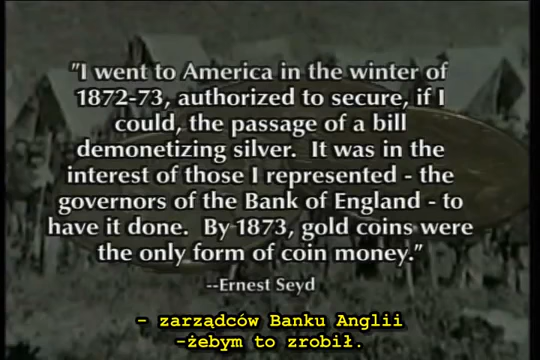 "I went to America in the winter of
1872-73, authorized to secure, if I
could, the passage of a bill
demonetizing silver.  It was in the
interest of those I represented - the
governors of the Bank of England - to
have it done.  By 1873, gold coins were
the only form of coin money."
--Ernest Seyd
- zarządców Banku Anglii
-żebym to zrobił.